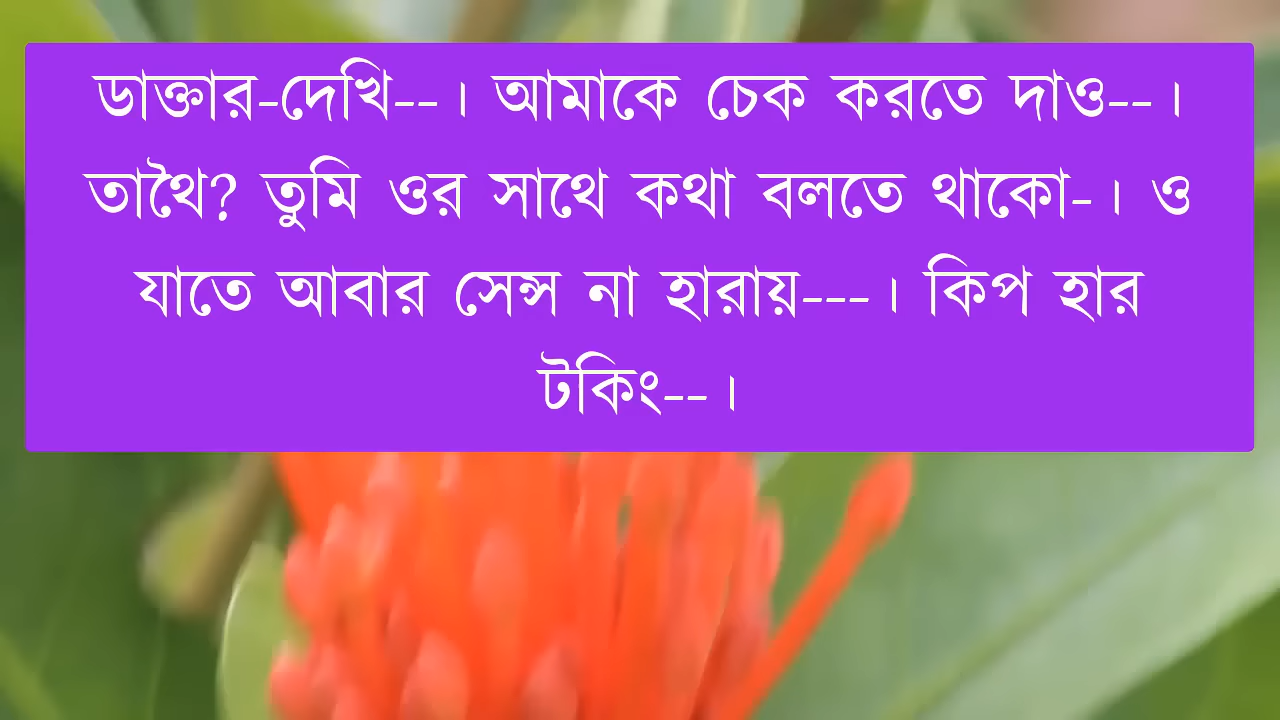 ডাক্তার-দেখি--। আমাকে চেক করতে দাও--।
তাথৈ? তুমি ওর সাথে কথা বলতে থাকো-। ও
যাতে আবার সেন্স না হারায়---। কিপ হার
টকিং--।